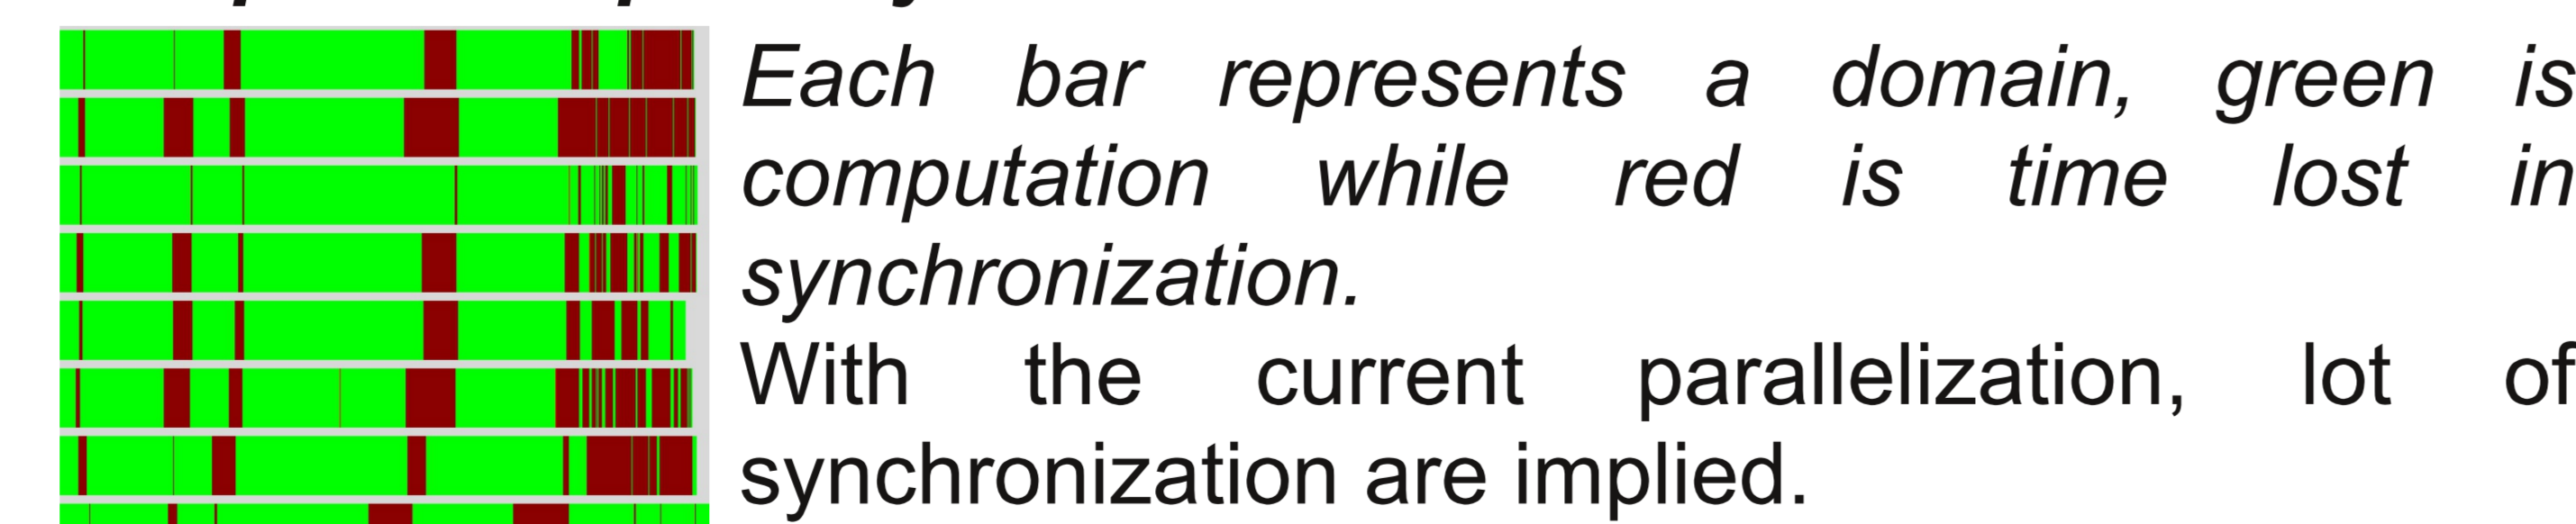 Each bar represents a domain, green is
computation while red is time lost in
synchronization.
With the current parallelization, lot of
synchronization are implied.